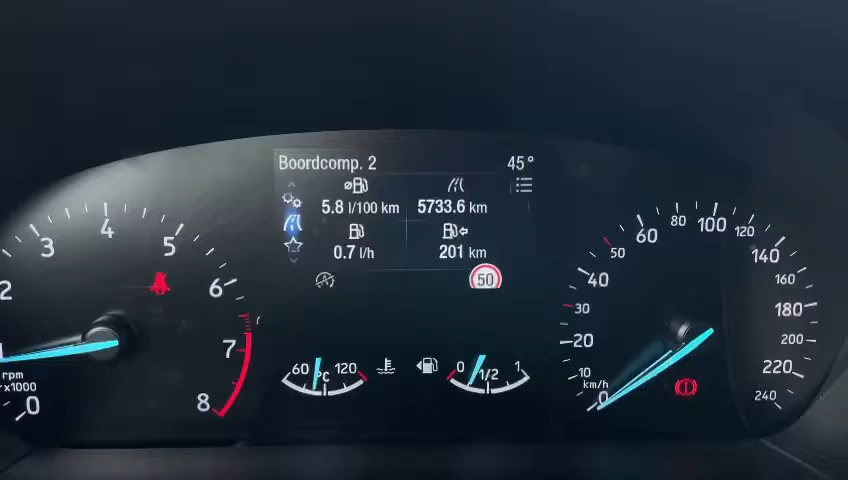 Boordcomp. 2 45°
5.8 l/100 km 5733.6 km
0.7 l/h 201 km
50
2 3 4 5 6 7 8
rpm
x1000
0
60 °C 120
0 1/2 1
0 10 20 30 40 50 60 80 100 120 140 160 180 200 220 240
km/h